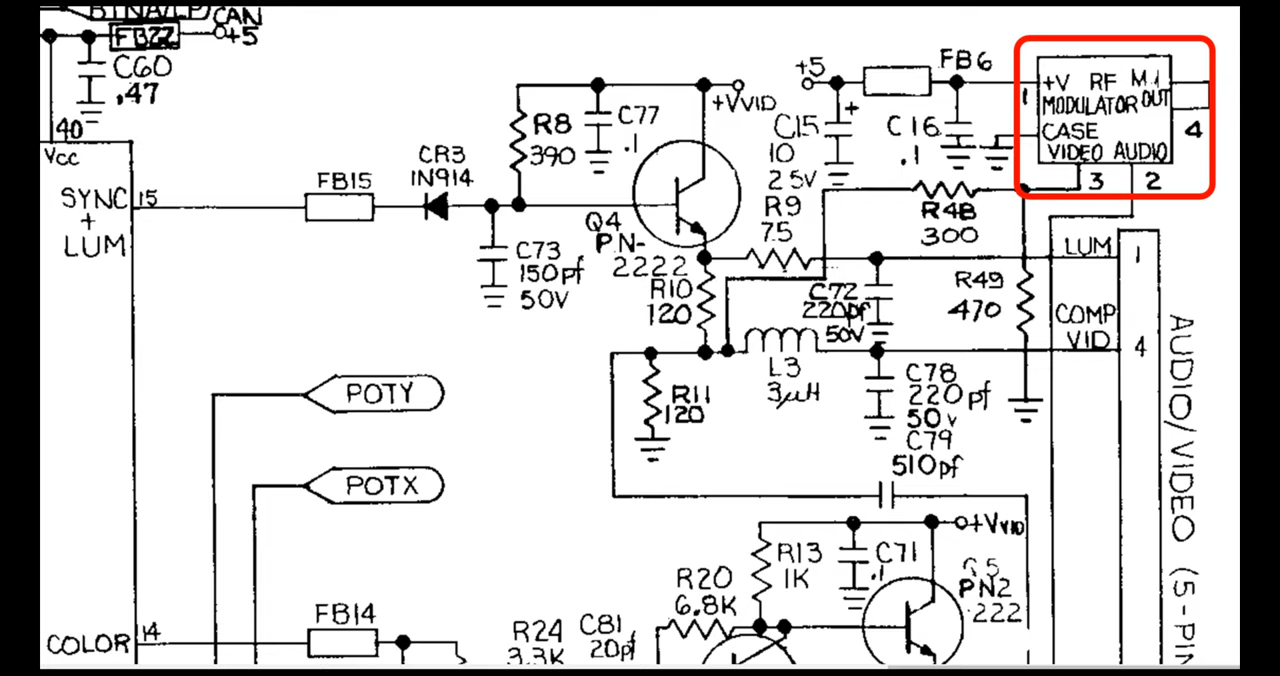 CAN
FB22
+5
C60
.47
40
Vcc
SYNC
+
LUM
15
FB15
CR3
1N914
R8
390
C77
.1
+VVID
C73
150pf
50V
Q4
PN-
2222
R10
120
R9
75
+5
FB6
C15
+
10
25V
C16
.1
1
+V RF M.1
MODULATOR OUT
CASE
VIDEO AUDIO
4
3
2
R48
300
LUM
1
R49
470
C72
220pf
50V
COMP
VID
4
L3
3µH
R11
120
C78
220pf
50v
C79
510pf
POTY
POTX
AUDIO/VIDEO (5-PIN
+VVID
R13
1K
C71
.1
PN2
222
R20
6.8K
FB14
COLOR
14
R24
3.3K
C81
20pf